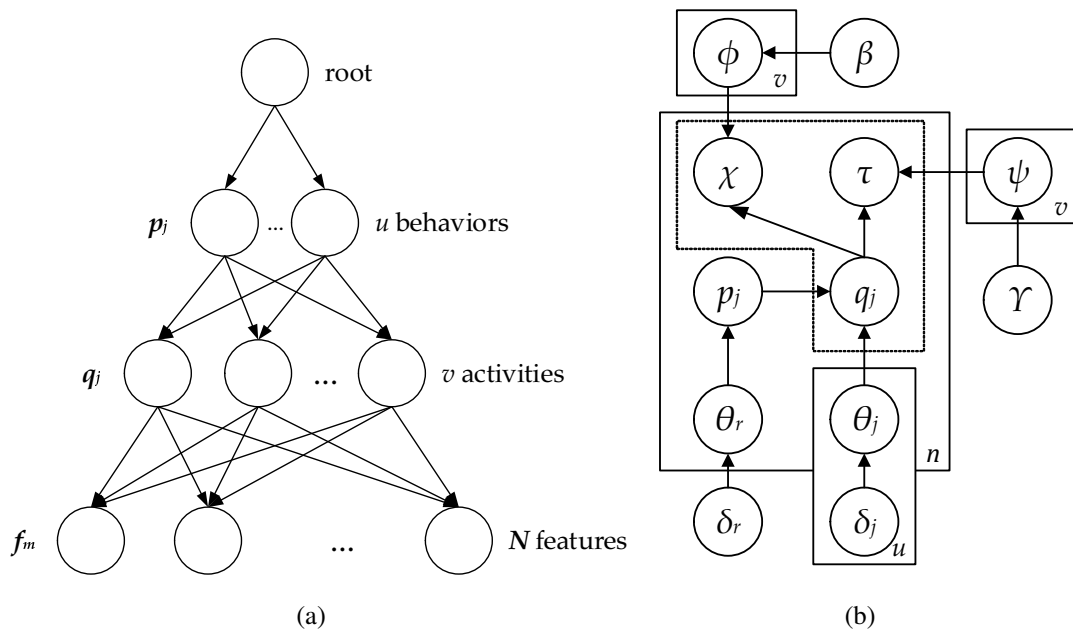 root
p_j ... u behaviors
q_j ... v activities
f_m ... N features
(a)
ϕ v β
χ τ ψ v
p_j q_j ϒ
θ_r θ_j n
δ_r δ_j u
(b)